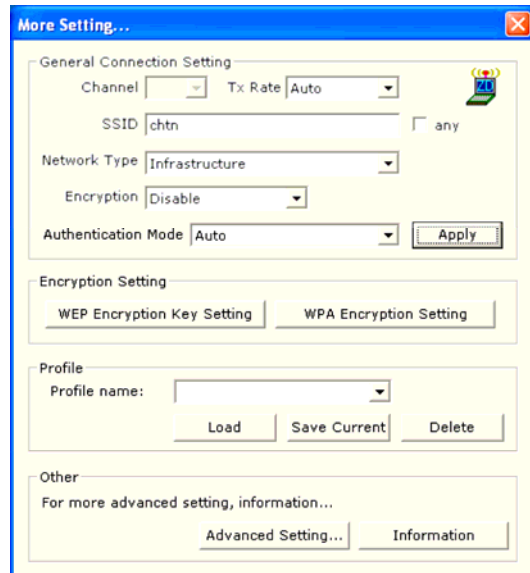 More Setting...
General Connection Setting
Channel Tx Rate Auto
SSID chtn any
Network Type Infrastructure
Encryption Disable
Authentication Mode Auto Apply
Encryption Setting
WEP Encryption Key Setting WPA Encryption Setting
Profile
Profile name:
Load Save Current Delete
Other
For more advanced setting, information...
Advanced Setting... Information